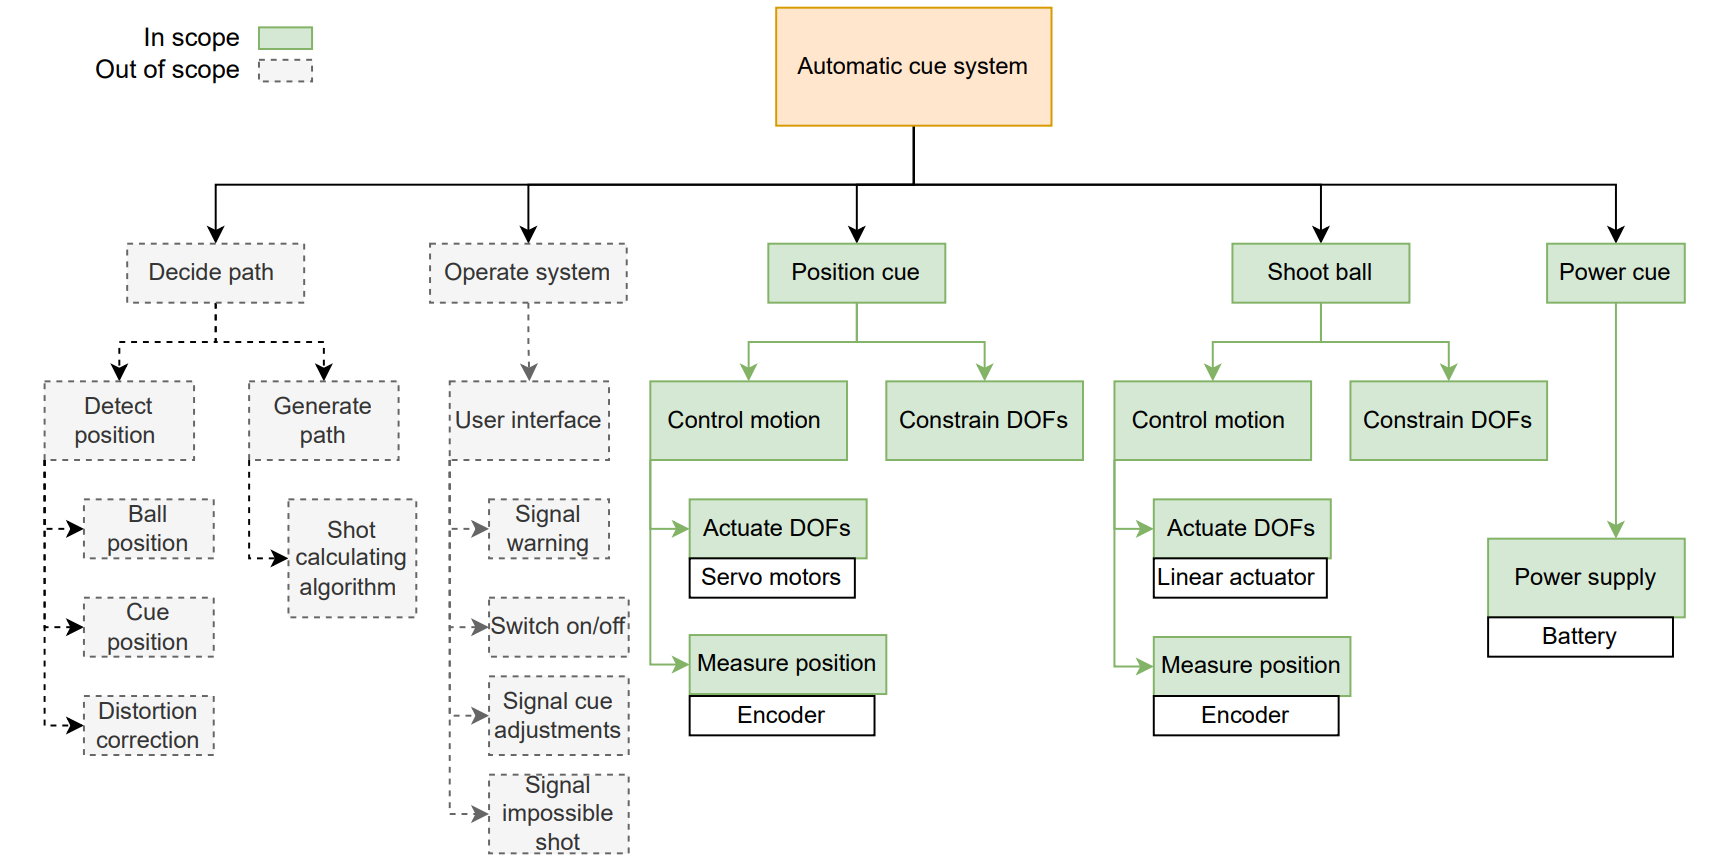 In scope
Out of scope
Automatic cue system
Decide path
Operate system
Position cue
Shoot ball
Power cue
Detect
position
Generate
path
User interface
Control motion
Constrain DOFs
Control motion
Constrain DOFs
Ball
position
Shot
calculating
algorithm
Signal
warning
Actuate DOFs
Servo motors
Actuate DOFs
Linear actuator
Power supply
Battery
Cue
position
Switch on/off
Measure position
Encoder
Measure position
Encoder
Distortion
correction
Signal cue
adjustments
Signal
impossible
shot